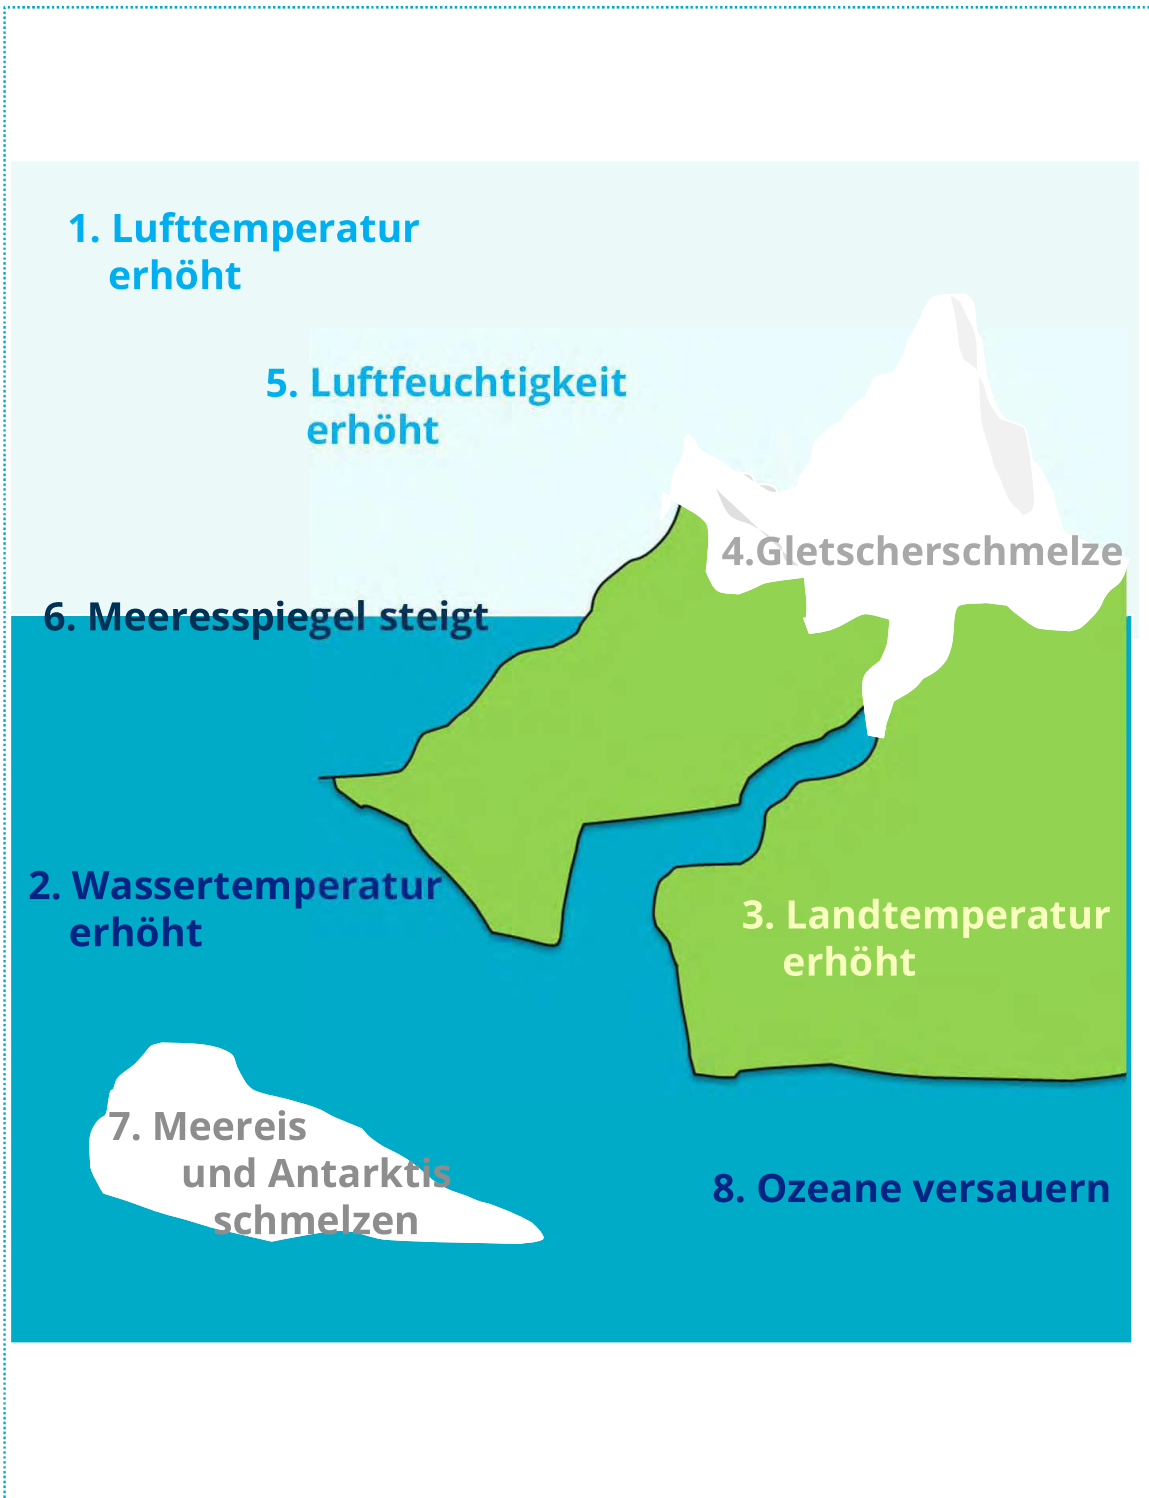 1. Lufttemperatur
erhöht
5. Luftfeuchtigkeit
erhöht
4.Gletscherschmelze
6. Meeresspiegel steigt
2. Wassertemperatur
erhöht
3. Landtemperatur
erhöht
7. Meereis
und Antarktis
schmelzen
8. Ozeane versauern